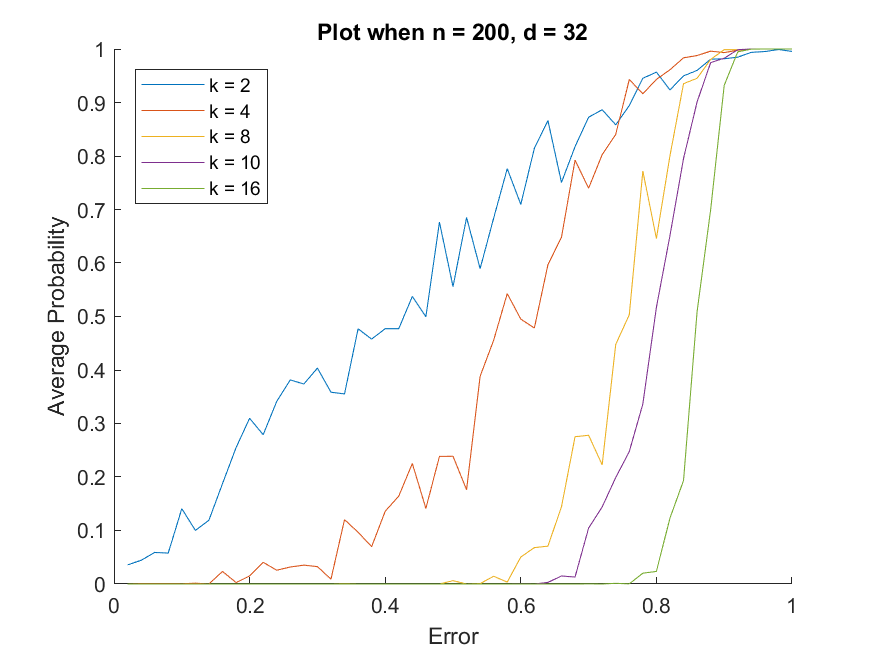 Plot when n = 200, d = 32
k = 2
k = 4
k = 8
k = 10
k = 16
Average Probability
1
0.9
0.8
0.7
0.6
0.5
0.4
0.3
0.2
0.1
0
0 0.2 0.4 0.6 0.8 1
Error